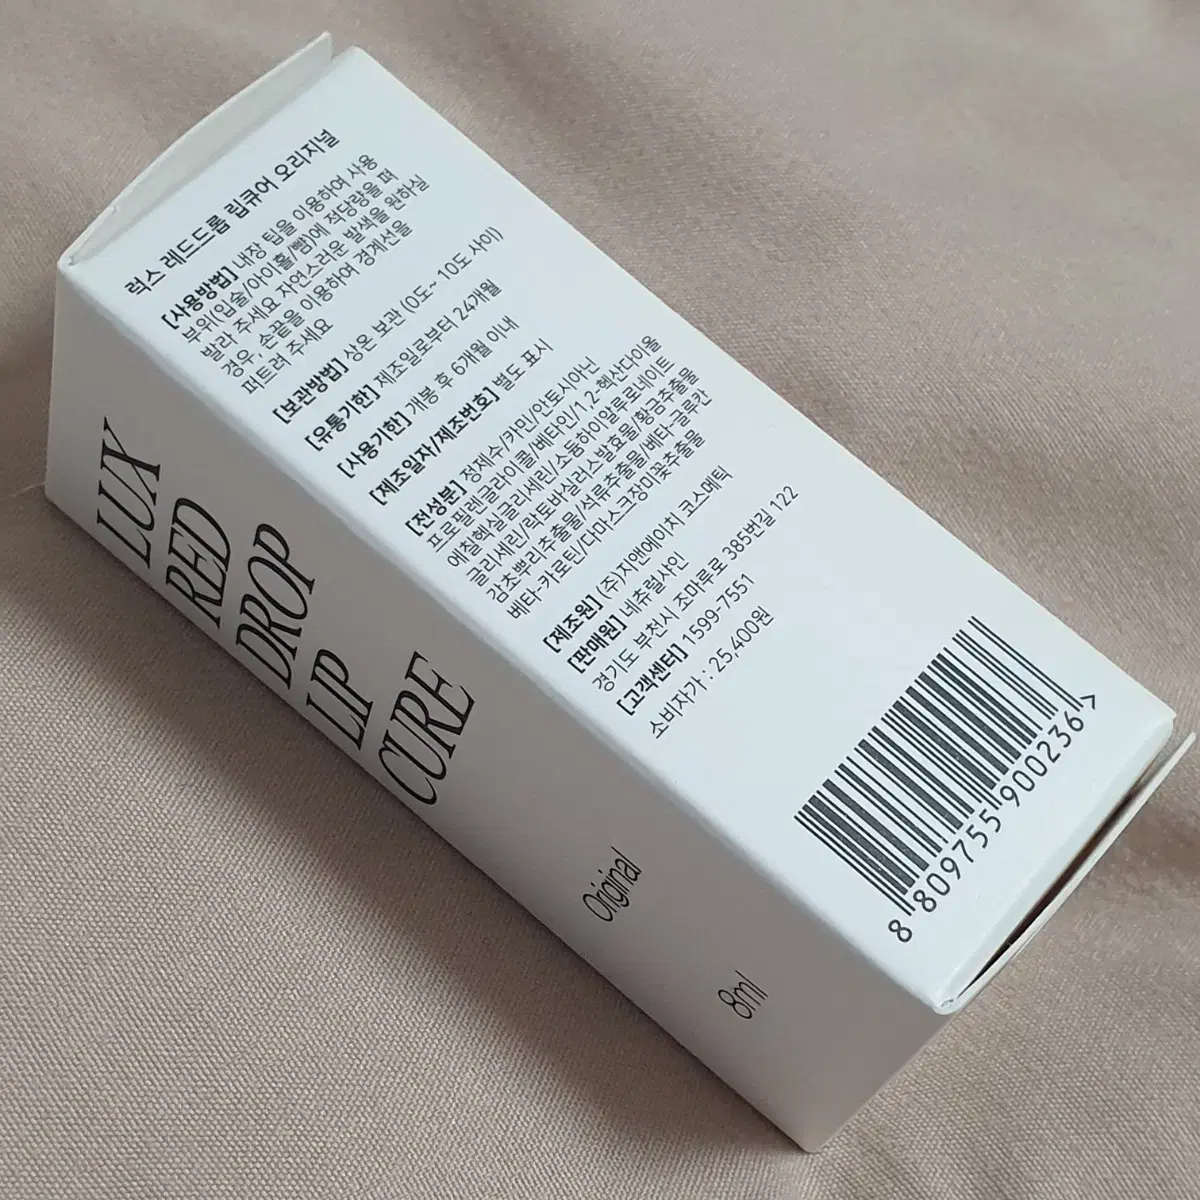 럭스 레드드롭 립큐어 오리지널
[사용방법] 내장 팁을 이용하여 사용
부위(입술/아이홀/뺨)에 적당량을 펴
발라 주세요 자연스러운 발색을 원하실
경우, 손끝을 이용하여 경계선을
퍼트려 주세요
[보관방법] 상온 보관 (0도~ 10도 사이)
[유통기한] 제조일로부터 24개월
[사용기한] 개봉 후 6개월 이내
[제조일자/제조번호] 별도 표시
[전성분] 정제수/카민/안토시아닌
프로필렌글라이콜/베타인/1,2-헥산다이올
에칠헥실글리세린/소듐하이알루로네이트
글리세린/락토바실러스발효물/황금추출물
감초뿌리추출물/석류추출물/베타-글루칸
베타-카로틴/다마스크장미꽃추출물
[제조원] (주)지앤에이치 코스메틱
[판매원] 네츄럴샤인
경기도 부천시 조마루로 385번길 122
[고객센터] 1599-7551
소비자가 : 25,400원
8 809755 900236 >
LUX
RED
DROP
LIP
CURE
Original
8ml